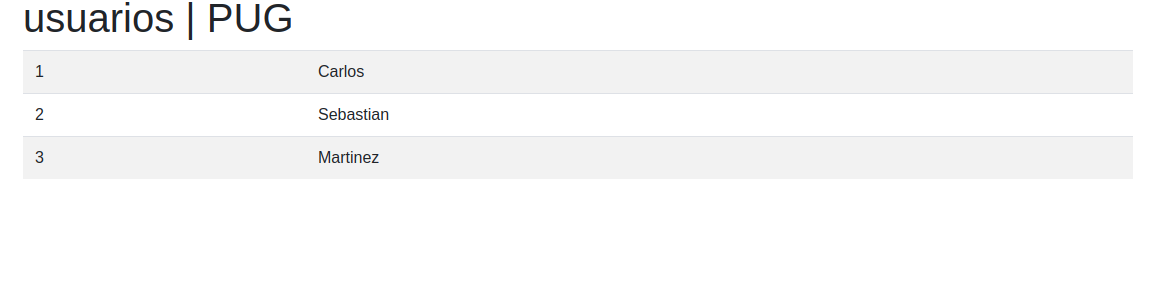 usuarios | PUG
1 Carlos
2 Sebastian
3 Martinez